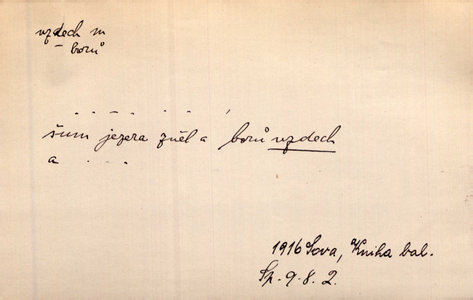 vzdech m
– borů
. . – . . . . ,
šum jezera zněl a borů vzdech
a . . .
1916 Sova, Kniha bal.
Sp. 9. 8. 2.